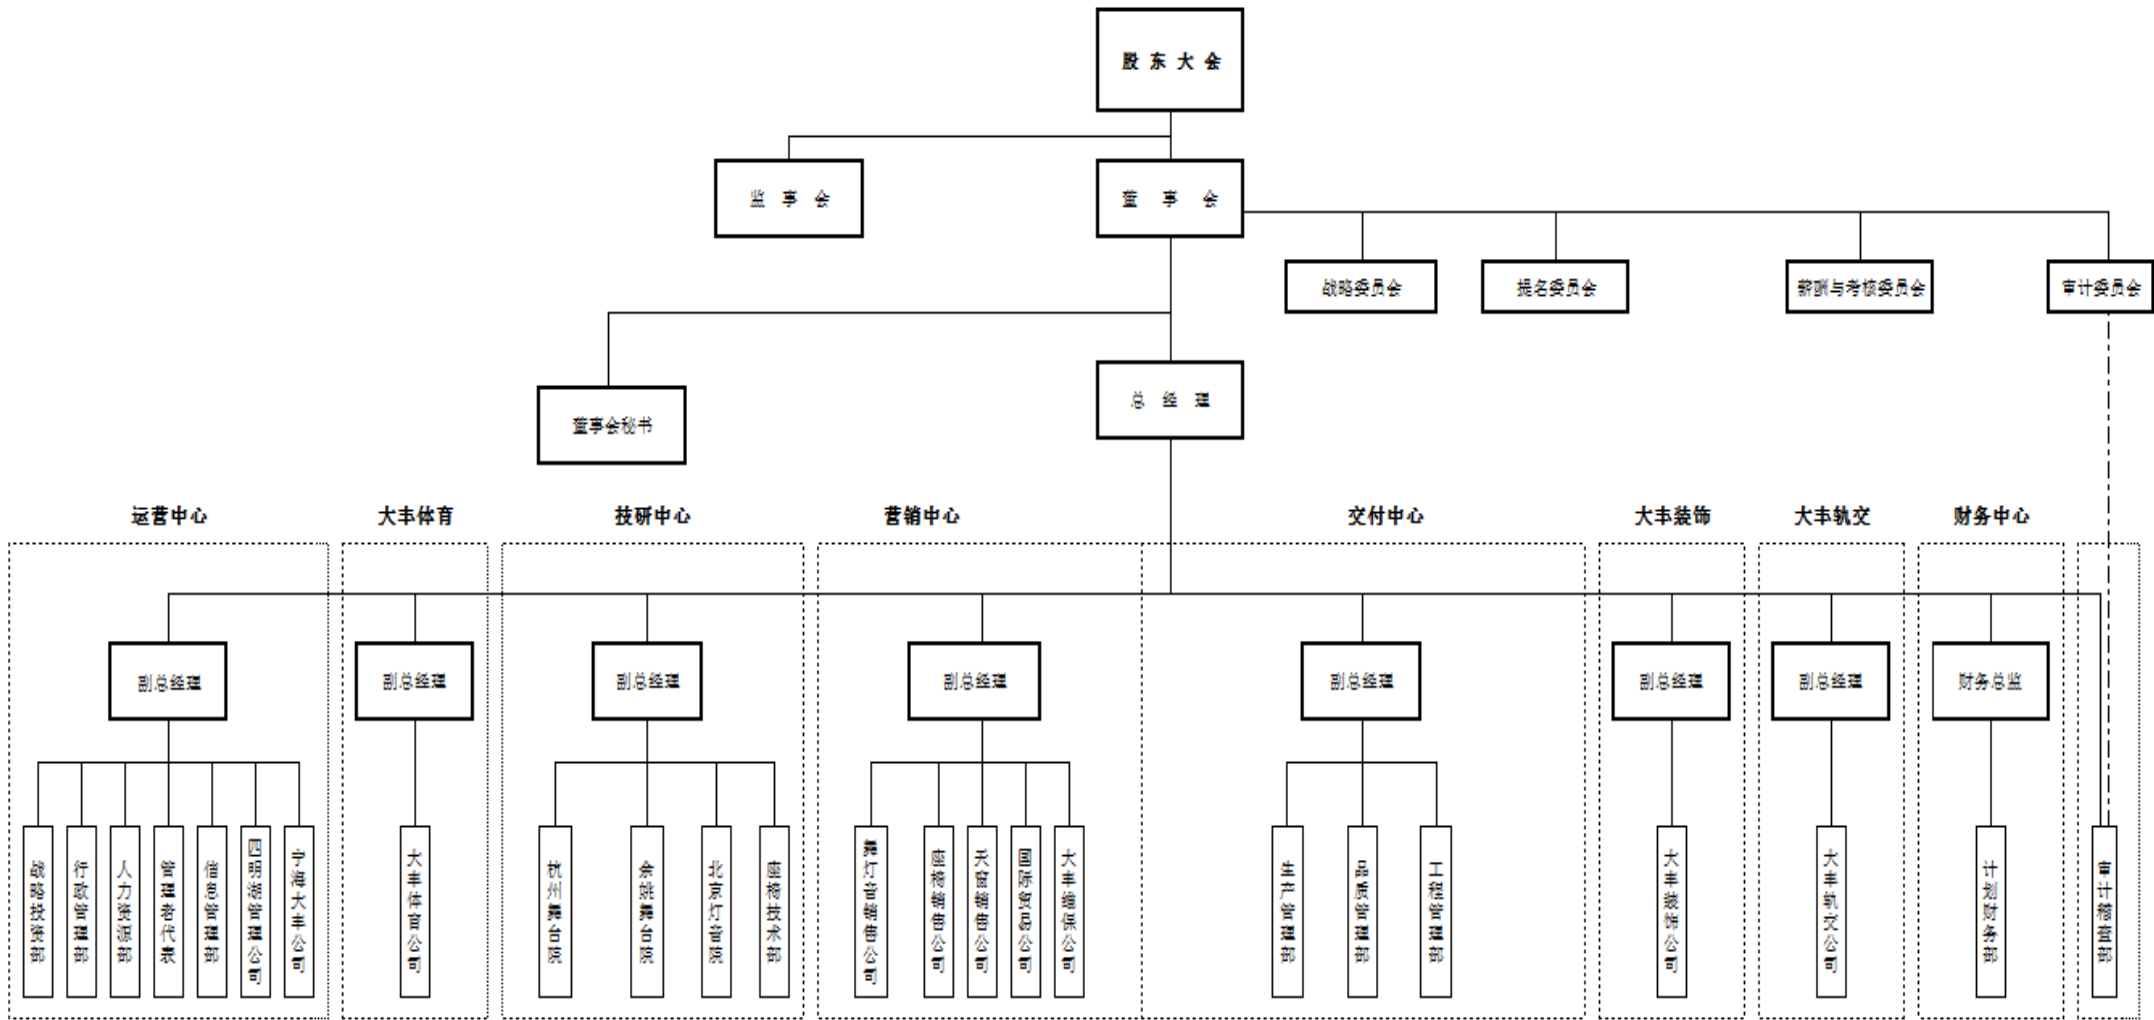 股东大会
监事会
董事会
战略委员会
提名委员会
薪酬与考核委员会
审计委员会
总经理
董事会秘书
运营中心
大丰体育
技研中心
营销中心
交付中心
大丰装饰
大丰轨交
财务中心
副总经理
副总经理
副总经理
副总经理
副总经理
副总经理
副总经理
财务总监
战略投资部
行政管理部
人力资源部
管理者代表
信息管理部
四明湖管理公司
宁海大丰公司
大丰体育公司
杭州舞台院
余姚舞台院
北京灯音院
座椅技术部
舞灯音销售公司
座椅销售公司
天窗销售公司
国际贸易公司
大丰维保公司
生产管理部
品质管理部
工程管理部
大丰装饰公司
大丰轨交公司
计划财务部
审计稽查部